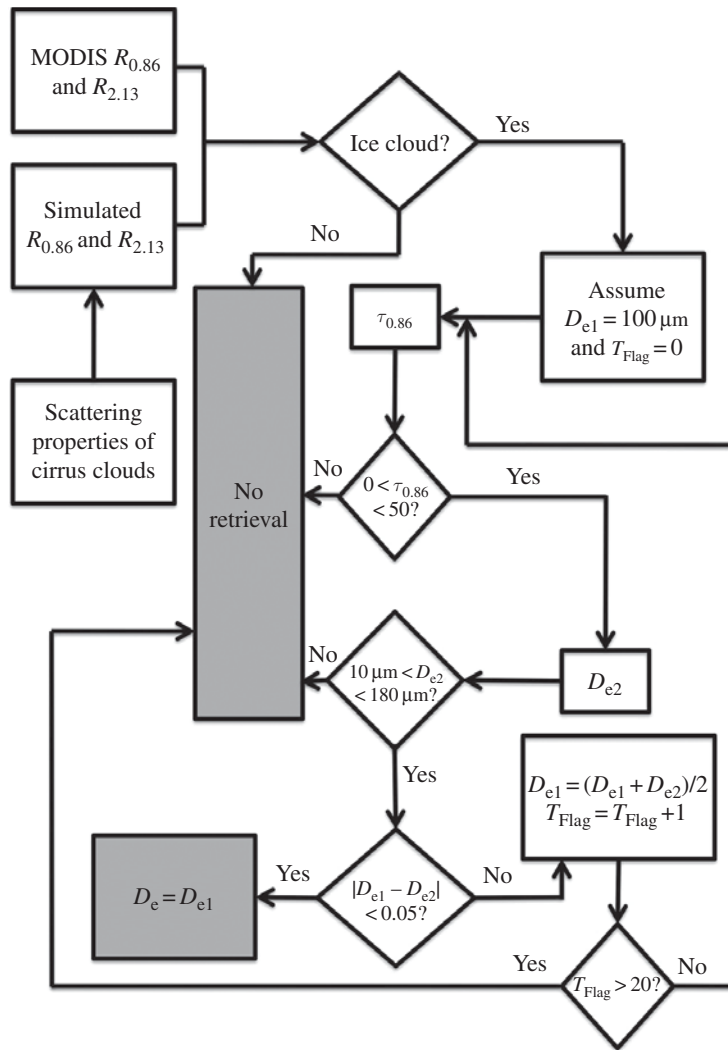 MODIS R0.86
and R2.13
Ice cloud?
Yes
No
Simulated
R0.86 and R2.13
Assume
De1 = 100 μm
and TFlag = 0
τ0.86
Scattering
properties of
cirrus clouds
No
retrieval
No
0 < τ0.86
< 50?
Yes
No
10 μm < De2
< 180 μm?
De2
Yes
De1 = (De1 + De2)/2
TFlag = TFlag +1
De = De1
Yes
|De1 − De2|
< 0.05?
No
Yes
TFlag > 20?
No